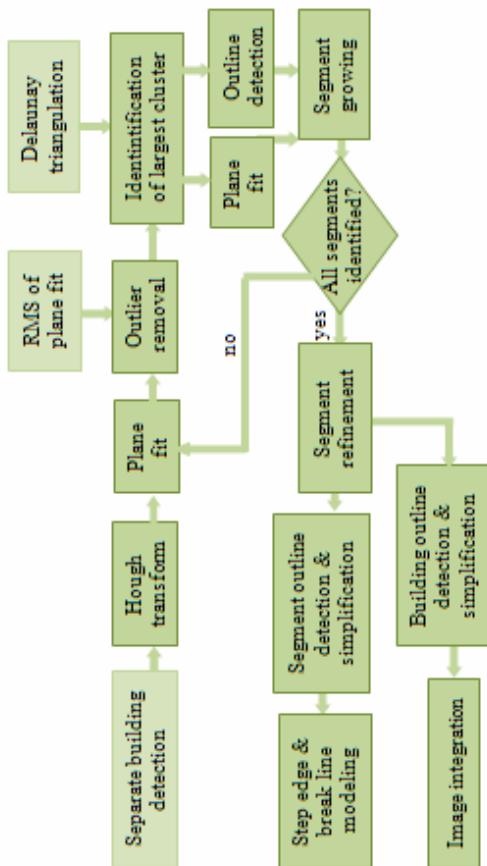 Separate building
detection
Hough
transform
Plane
fit
RMS of
plane fit
Outlier
removal
Delaunay
triangulation
Identintification
of largest cluster
Plane
fit
Outline
detection
Segment
growing
All segments
identified?
no
yes
Segment
refinement
Segment outline
detection &
simplification
Step edge &
break line
modeling
Building outline
detection &
simplification
Image integration